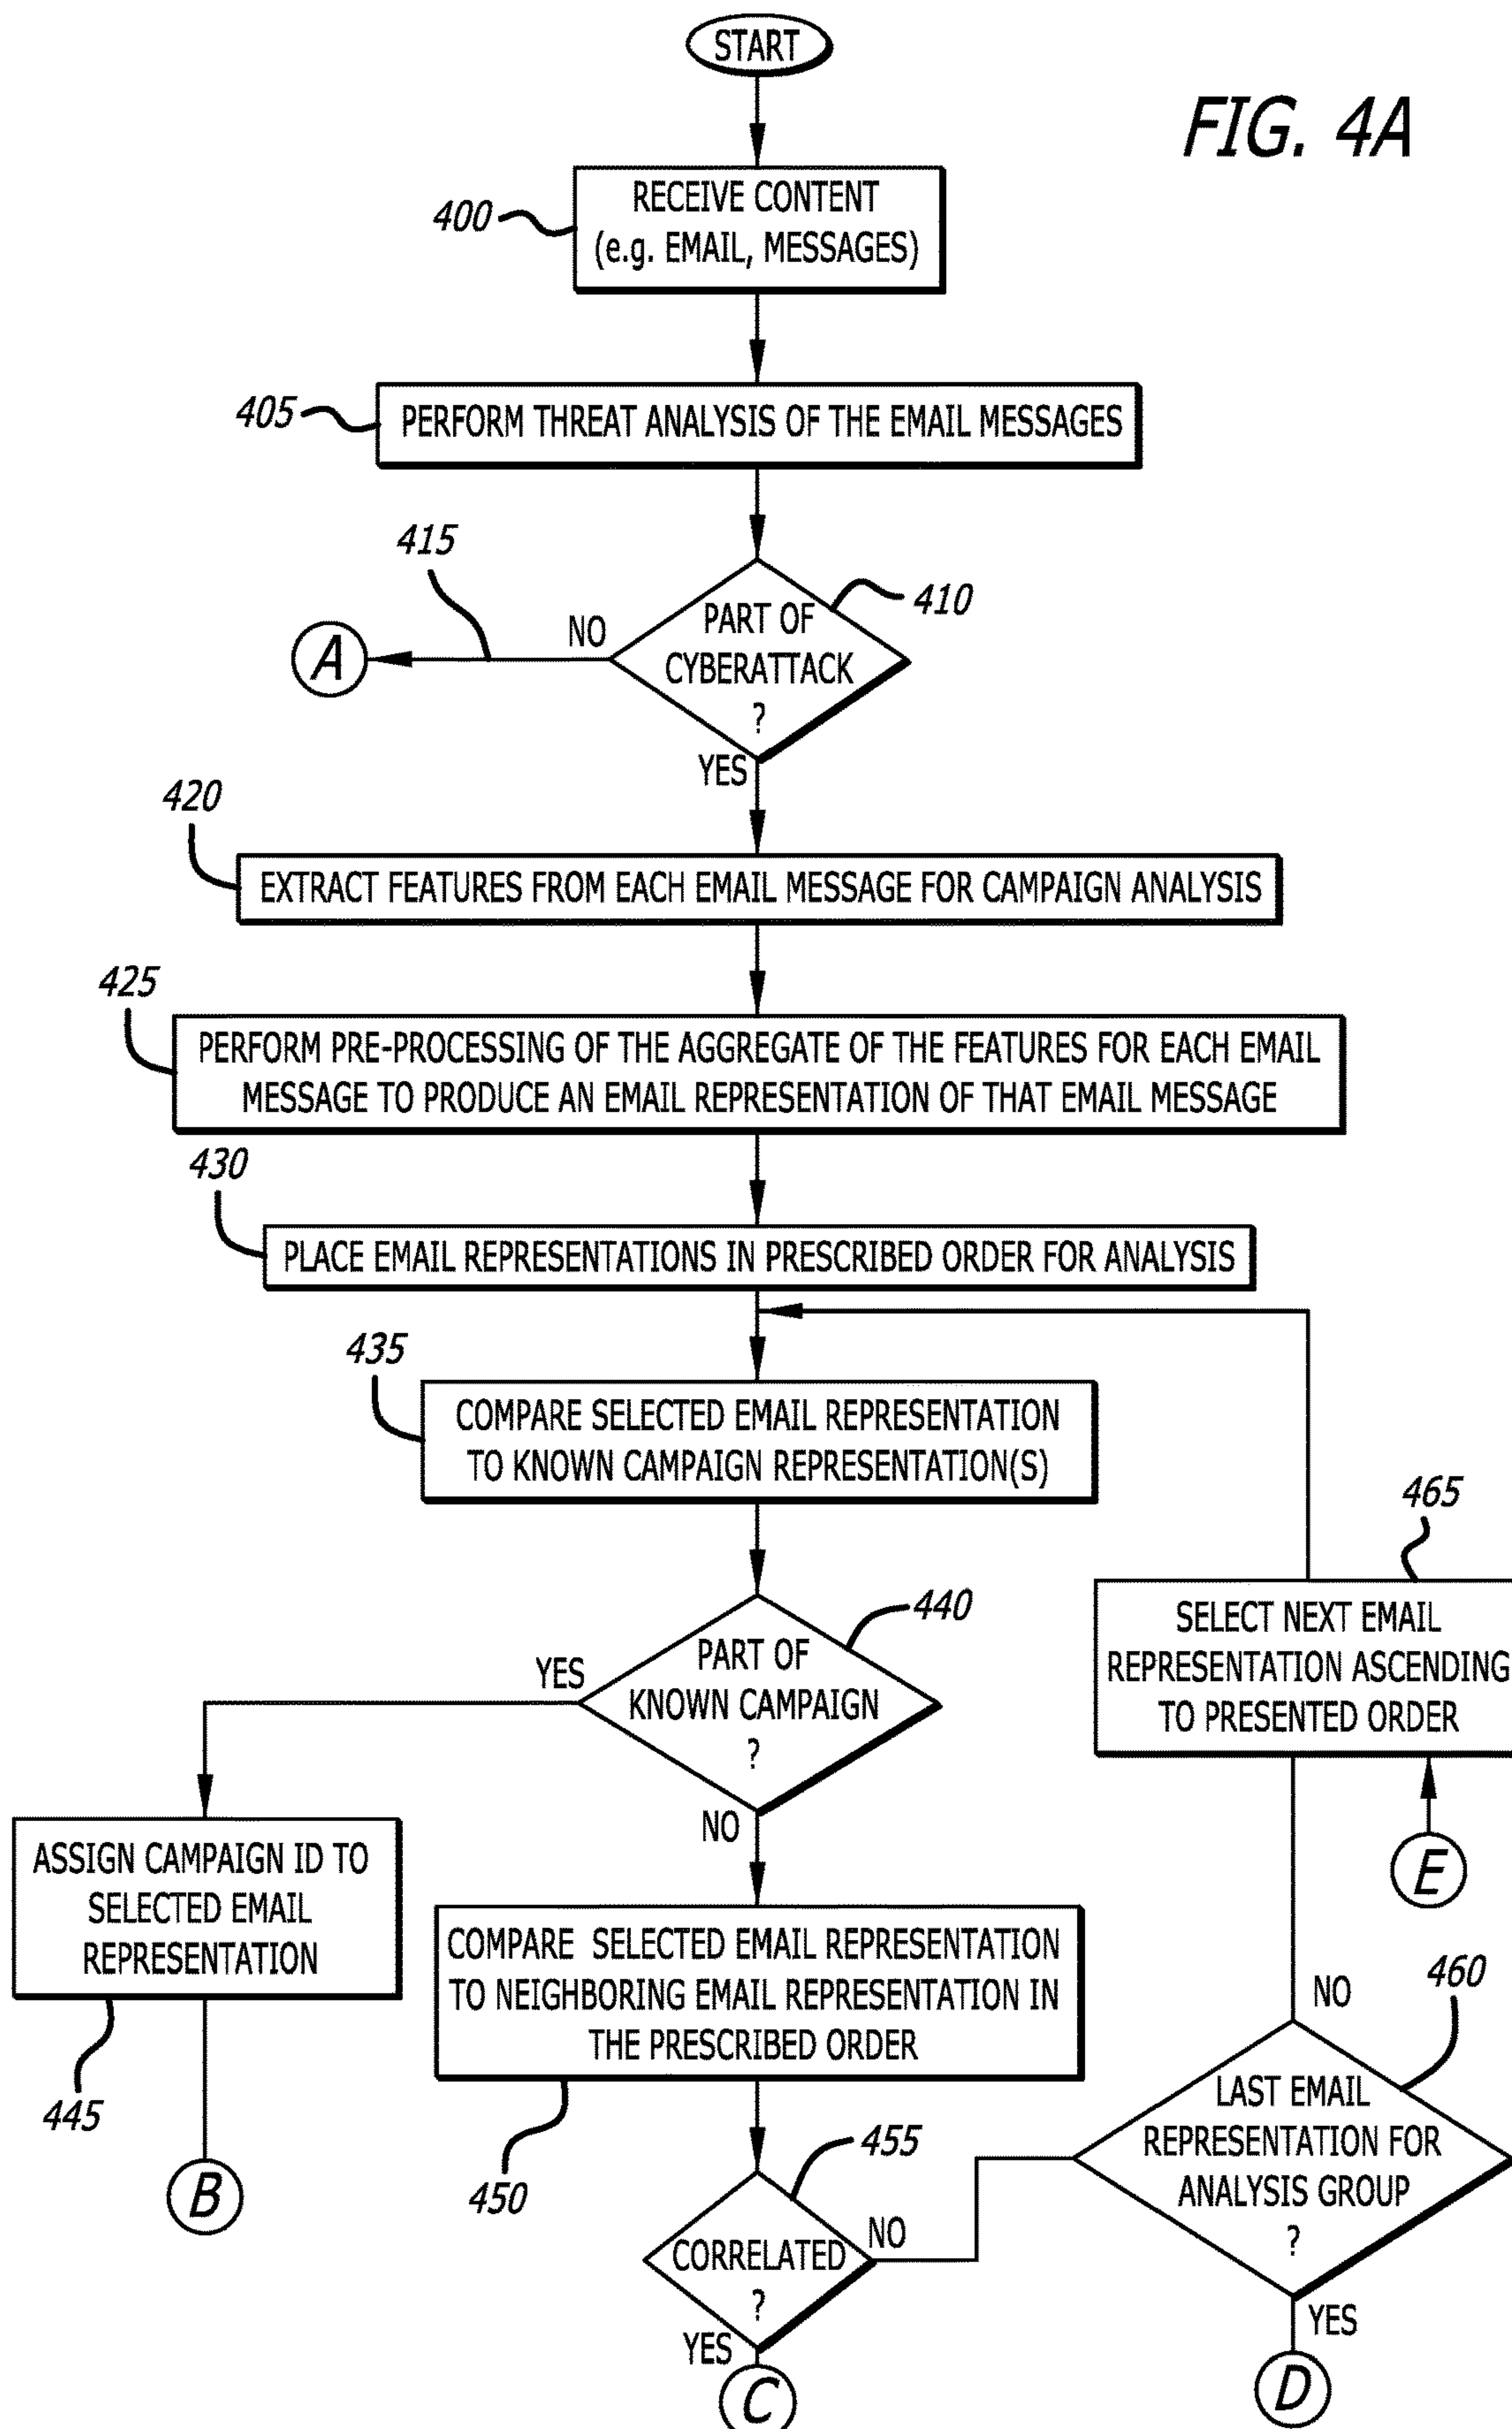 START
FIG. 4A
400
RECEIVE CONTENT
(e.g. EMAIL, MESSAGES)
405
PERFORM THREAT ANALYSIS OF THE EMAIL MESSAGES
415
410
NO
PART OF
CYBERATTACK
?
A
YES
420
EXTRACT FEATURES FROM EACH EMAIL MESSAGE FOR CAMPAIGN ANALYSIS
425
PERFORM PRE-PROCESSING OF THE AGGREGATE OF THE FEATURES FOR EACH EMAIL
MESSAGE TO PRODUCE AN EMAIL REPRESENTATION OF THAT EMAIL MESSAGE
430
PLACE EMAIL REPRESENTATIONS IN PRESCRIBED ORDER FOR ANALYSIS
435
COMPARE SELECTED EMAIL REPRESENTATION
TO KNOWN CAMPAIGN REPRESENTATION(S)
465
SELECT NEXT EMAIL
REPRESENTATION ASCENDING
TO PRESENTED ORDER
440
YES
PART OF
KNOWN CAMPAIGN
?
NO
E
ASSIGN CAMPAIGN ID TO
SELECTED EMAIL
REPRESENTATION
445
B
COMPARE SELECTED EMAIL REPRESENTATION
TO NEIGHBORING EMAIL REPRESENTATION IN
THE PRESCRIBED ORDER
450
455
CORRELATED
?
NO
YES
C
NO
460
LAST EMAIL
REPRESENTATION FOR
ANALYSIS GROUP
?
YES
D